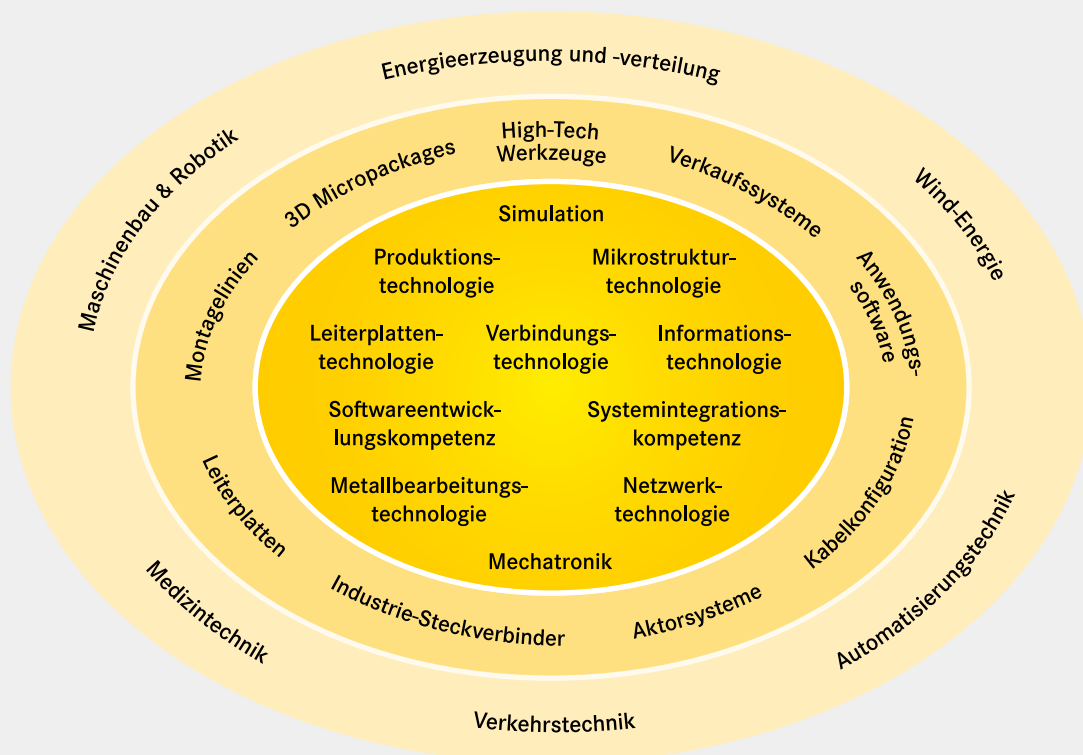 Energieerzeugung und -verteilung
Maschinenbau & Robotik
Wind-Energie
Automatisierungstechnik
Verkehrstechnik
Medizintechnik
High-Tech
Werkzeuge
3D Micropackages
Verkaufssysteme
Montagelinien
Anwendungs-
software
Leiterplatten
Kabelkonfiguration
Industrie-Steckverbinder
Aktorsysteme
Simulation
Produktions-
technologie
Mikrostruktur-
technologie
Leiterplatten-
technologie
Verbindungs-
technologie
Informations-
technologie
Softwareentwick-
lungskompetenz
Systemintegrations-
kompetenz
Metallbearbeitungs-
technologie
Netzwerk-
technologie
Mechatronik